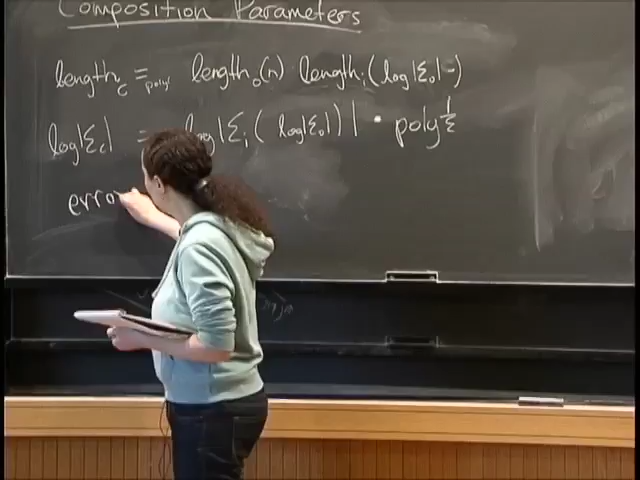 Composition Parameters
length_c =_poly length_o(n) length_i(log|Σ_o|-)
log|Σ_c| = log|Σ_i(log|Σ_o|)| · poly 1/ε
erro